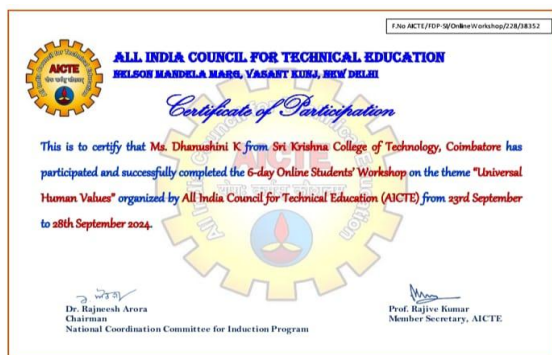 F.No AICTE/FDP-SI/OnlineWorkshop/228/38352
ALL INDIA COUNCIL FOR TECHNICAL EDUCATION
NELSON MANDELA MARG, VASANT KUNJ, NEW DELHI
Certificate of Participation
This is to certify that Ms. Dhanushini K from Sri Krishna College of Technology, Coimbatore has
participated and successfully completed the 6-day Online Students' Workshop on the theme "Universal
Human Values" organized by All India Council for Technical Education (AICTE) from 23rd September
to 28th September 2024.
AICTE
Dr. Rajneesh Arora
Chairman
National Coordination Committee for Induction Program
Prof. Rajive Kumar
Member Secretary, AICTE